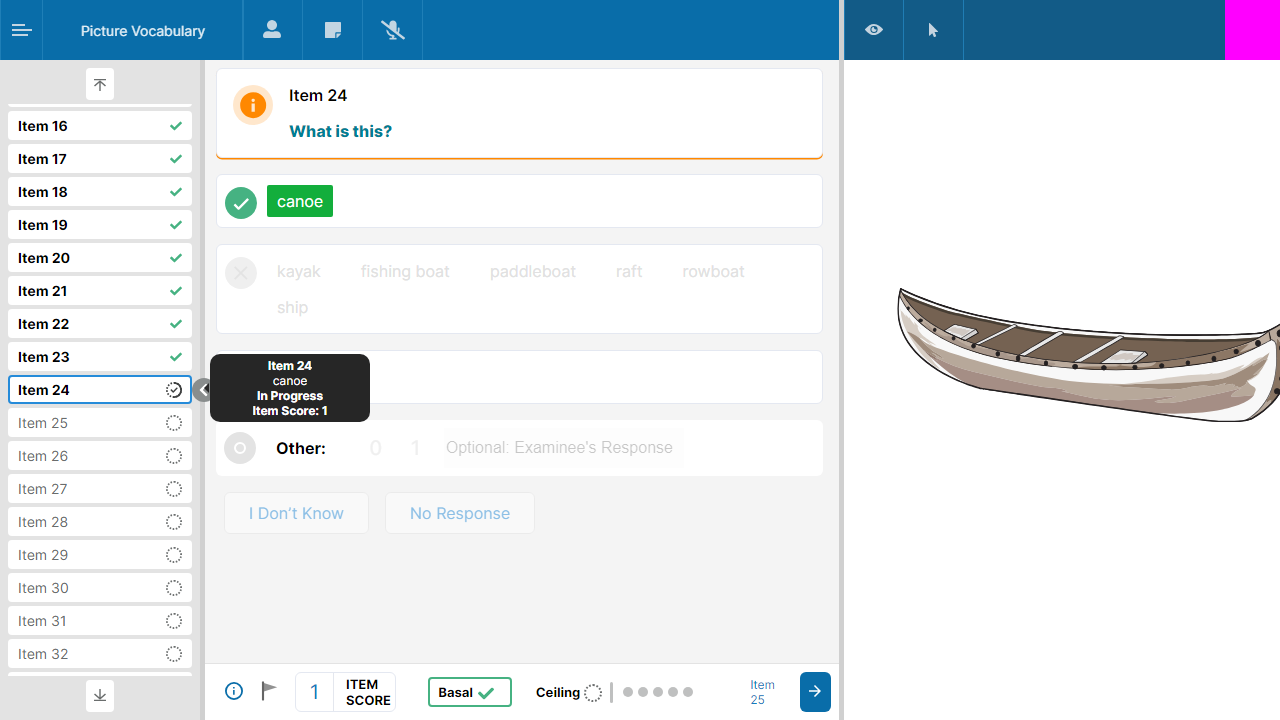 Picture Vocabulary
Item 16
Item 17
Item 18
Item 19
Item 20
Item 21
Item 22
Item 23
Item 24
Item 25
Item 26
Item 27
Item 28
Item 29
Item 30
Item 31
Item 32
Item 24
What is this?
canoe
kayak fishing boat paddleboat raft rowboat
ship
Item 24
canoe
In Progress
Item Score: 1
Other: 0 1 Optional: Examinee's Response
I Don't Know No Response
1 ITEM SCORE
Basal
Ceiling
Item 25